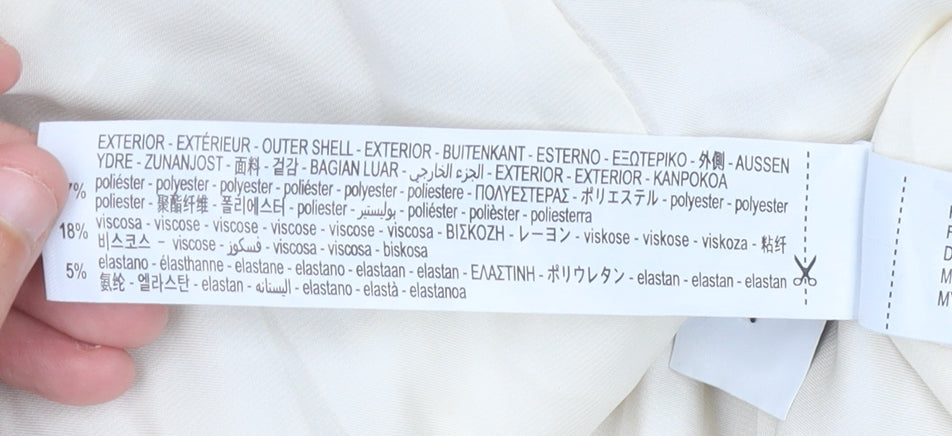 EXTERIOR - EXTÉRIEUR - OUTER SHELL - EXTERIOR - BUITENKANT - ESTERNO - ΕΞΩΤΕΡΙΚΟ - 外側 - AUSSEN
YDRE - ZUNANJOST - 面料 - 겉감 - BAGIAN LUAR - الجزء الخارجي - EXTERIOR - EXTERIOR - KANPOKOA
7% poliéster - polyester - polyester - poliéster - polyester - poliestere - ΠΟΛΥΕΣΤΕΡΑΣ - ポリエステル - polyester - polyester
poliester - 聚酯纤维 - 폴리에스터 - poliester - بوليستير - poliéster - polièster - poliesterra
18% viscosa - viscose - viscose - viscose - viscose - viscosa - ΒΙΣΚΟΖΗ - レーヨン - viskose - viskose - viskoza - 粘纤
비스코스 - viscose - فسكوز - viscosa - viscosa - biskosa
5% elastano - élasthanne - elastane - elastano - elastaan - elastan - ΕΛΑΣΤΙΝΗ - ポリウレタン - elastan - elastan - elastan
氨纶 - 엘라스탄 - elastan - اليستانه - elastano - elastà - elastanoa